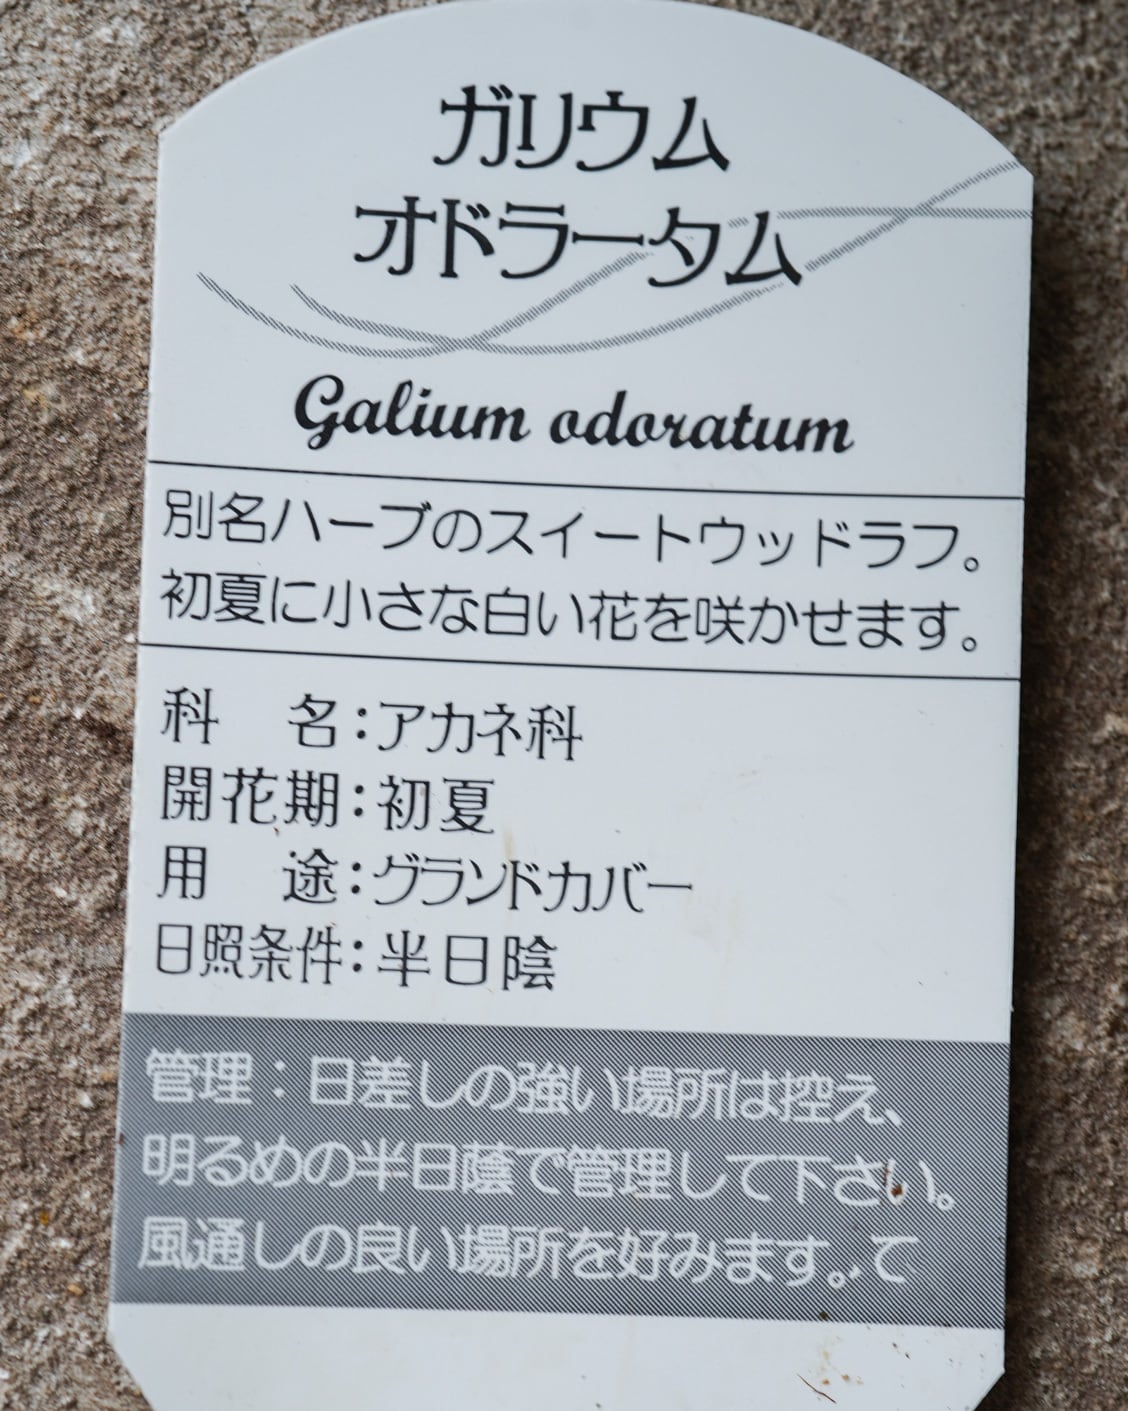 ガリウム
オドラータム
Galium odoratum
別名ハーブのスイートウッドラフ。
初夏に小さな白い花を咲かせます。
科　名：アカネ科
開花期：初夏
用　途：グランドカバー
日照条件：半日陰
管理：日差しの強い場所は控え、
明るめの半日蔭で管理して下さい。
風通しの良い場所を好みます。て